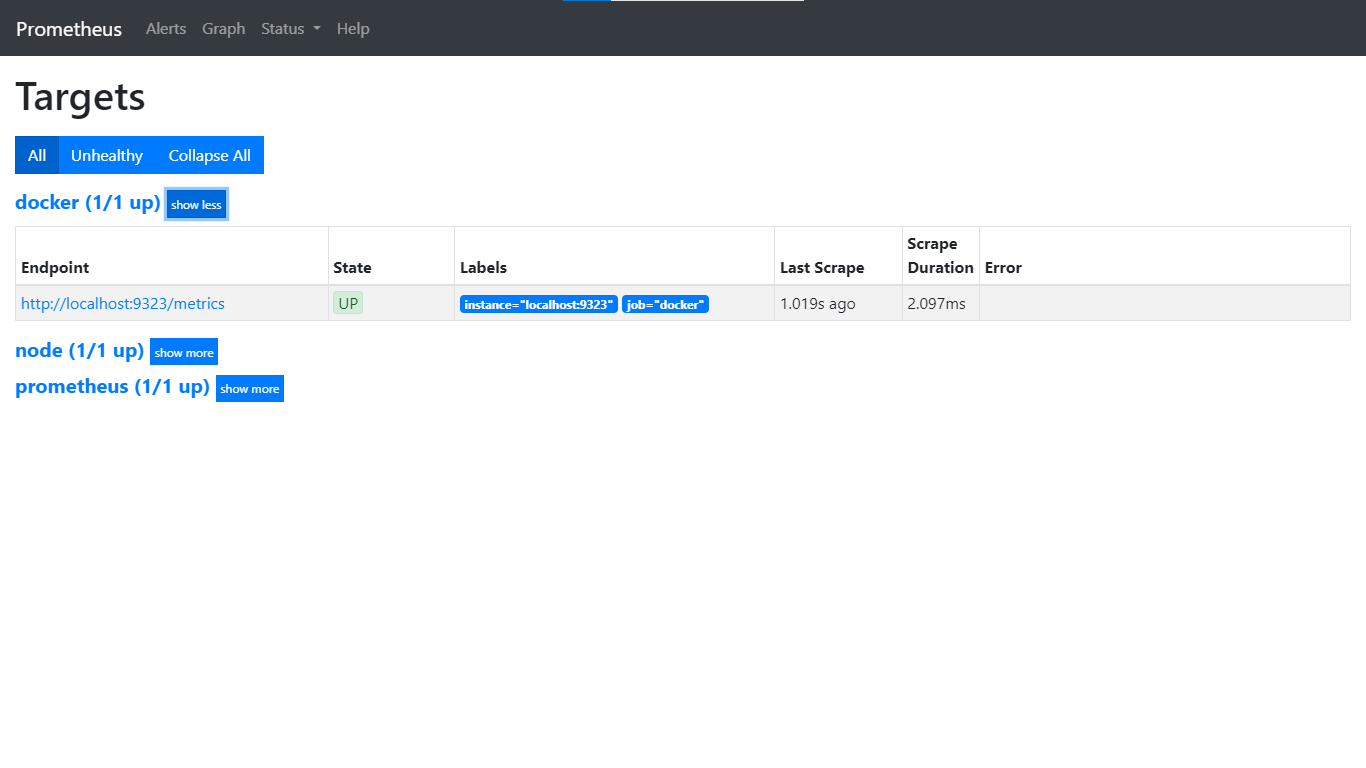 Prometheus Alerts Graph Status Help
Targets
All Unhealthy Collapse All
docker (1/1 up) show less
Endpoint State Labels Last Scrape Scrape Duration Error
http://localhost:9323/metrics UP instance="localhost:9323" job="docker" 1.019s ago 2.097ms
node (1/1 up) show more
prometheus (1/1 up) show more